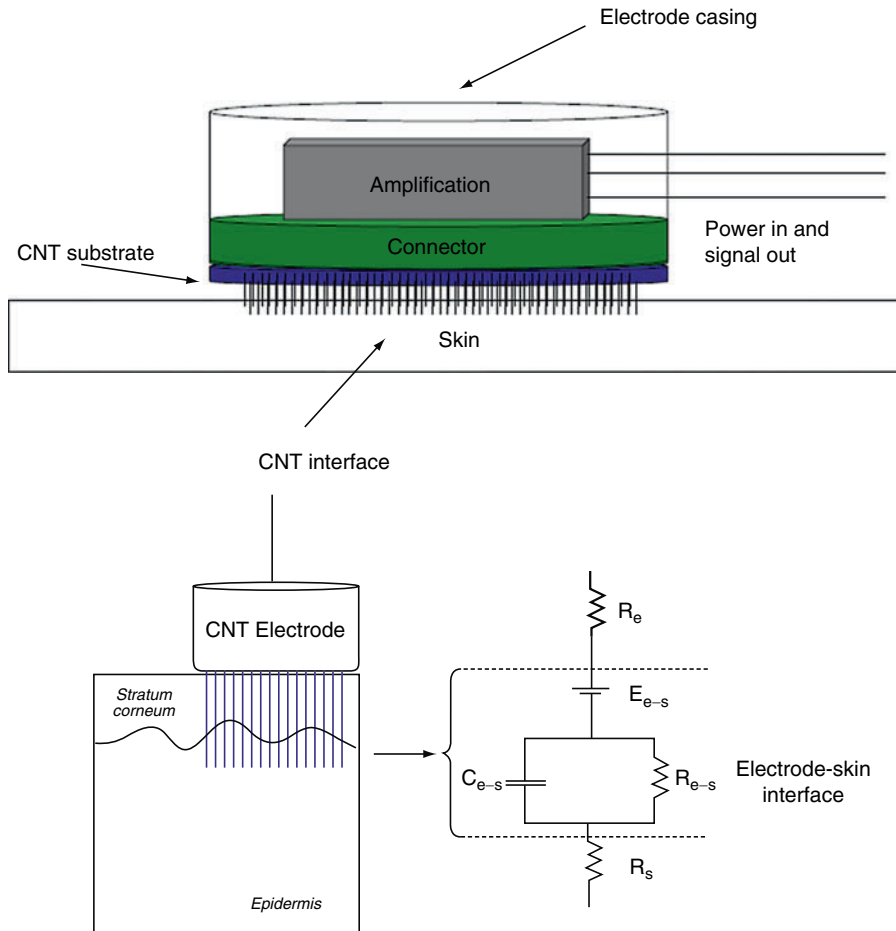 Electrode casing
Amplification
Power in and
signal out
Connector
CNT substrate
Skin
CNT interface
CNT Electrode
Stratum
corneum
Epidermis
Rₑ
Eₑ₋ₛ
Cₑ₋ₛ
Rₑ₋ₛ
Electrode-skin
interface
Rₛ